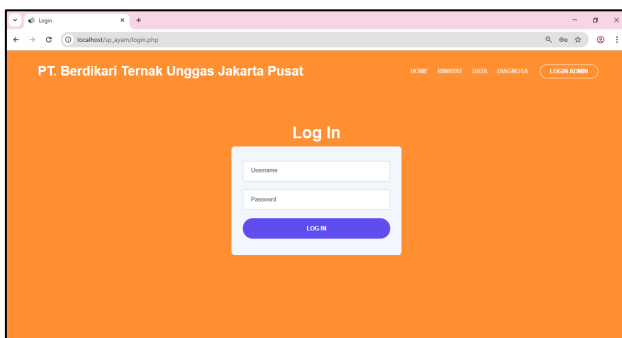 Login
localhost/sp_ayam/login.php
PT. Berdikari Ternak Unggas Jakarta Pusat
HOME RIWAYAT DATA DIAGNOSA LOGIN ADMIN
Log In
Username
Password
LOG IN